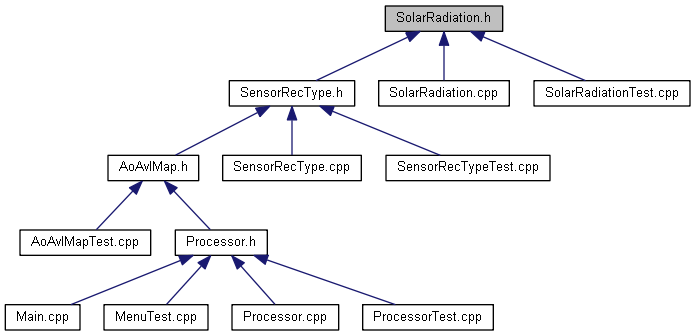 SolarRadiation.h
SensorRecType.h
SolarRadiation.cpp
SolarRadiationTest.cpp
AoAvlMap.h
SensorRecType.cpp
SensorRecTypeTest.cpp
AoAvlMapTest.cpp
Processor.h
Main.cpp
MenuTest.cpp
Processor.cpp
ProcessorTest.cpp